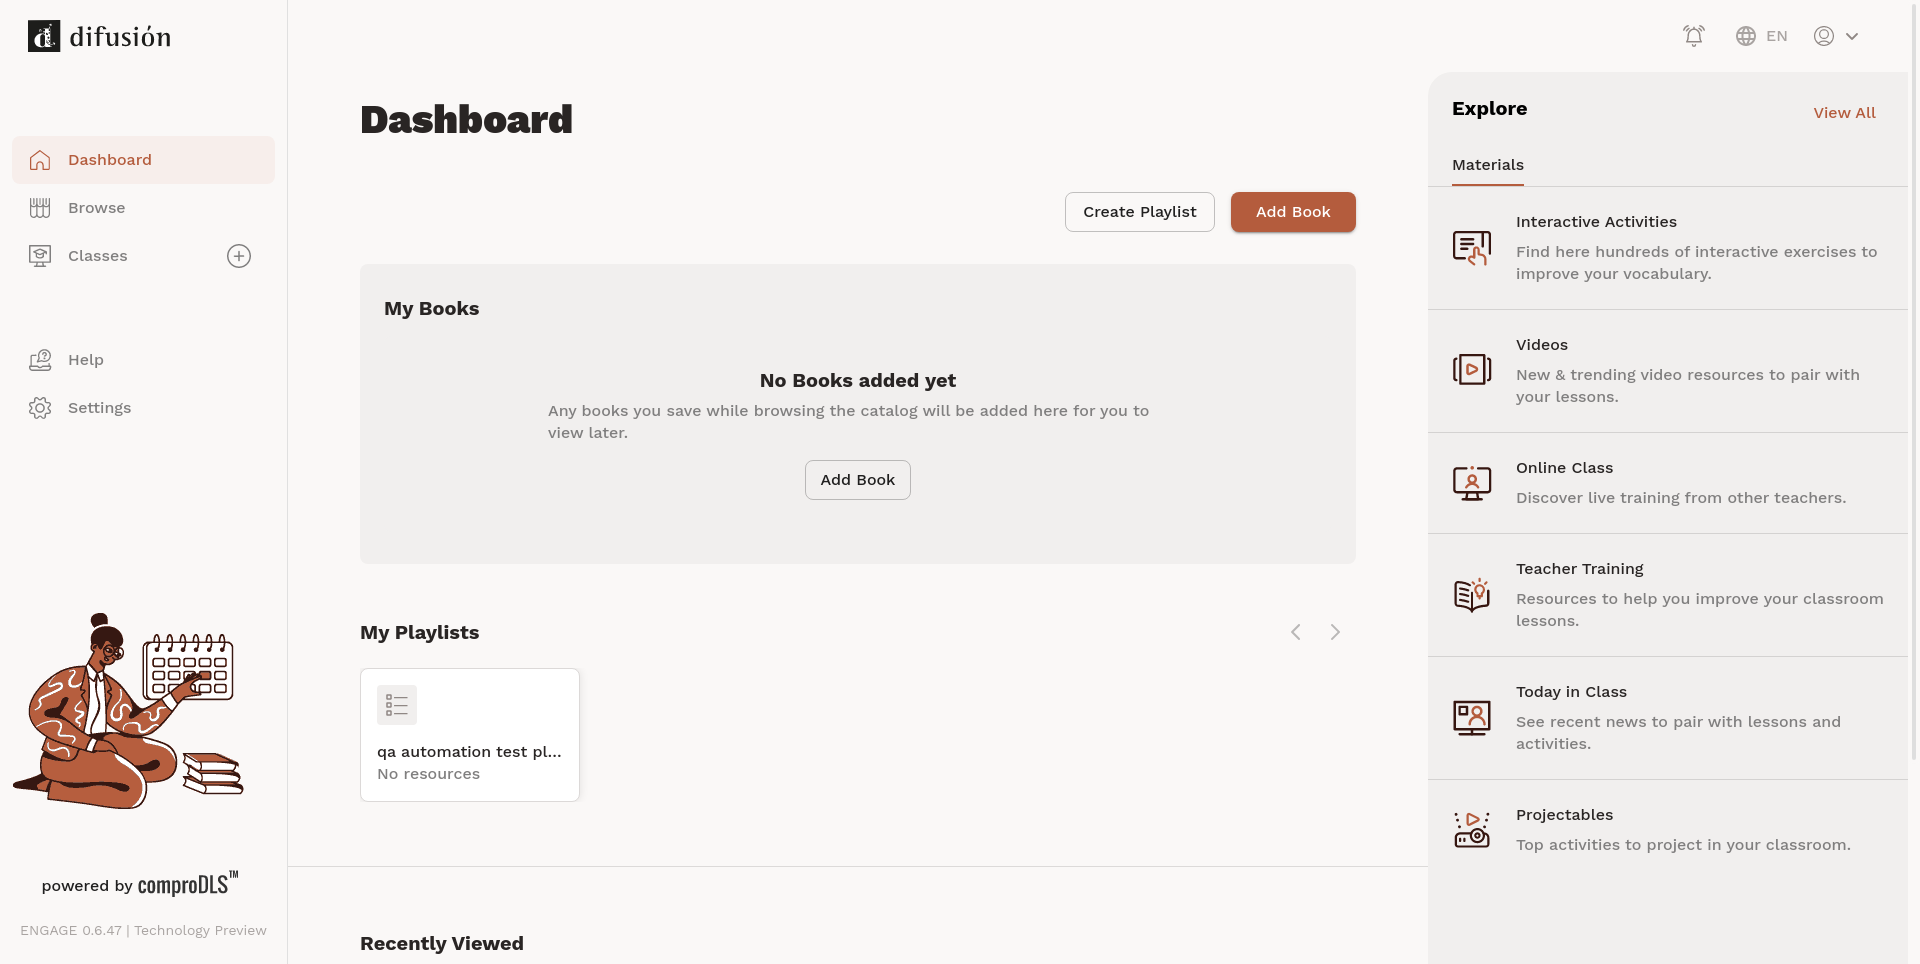 difusión
Dashboard
Browse
Classes
Help
Settings
powered by comproDLS™
ENGAGE 0.6.47 | Technology Preview
EN
Dashboard
Create Playlist
Add Book
My Books
No Books added yet
Any books you save while browsing the catalog will be added here for you to
view later.
Add Book
My Playlists
qa automation test pl...
No resources
Recently Viewed
Explore
View All
Materials
Interactive Activities
Find here hundreds of interactive exercises to
improve your vocabulary.
Videos
New & trending video resources to pair with
your lessons.
Online Class
Discover live training from other teachers.
Teacher Training
Resources to help you improve your classroom
lessons.
Today in Class
See recent news to pair with lessons and
activities.
Projectables
Top activities to project in your classroom.